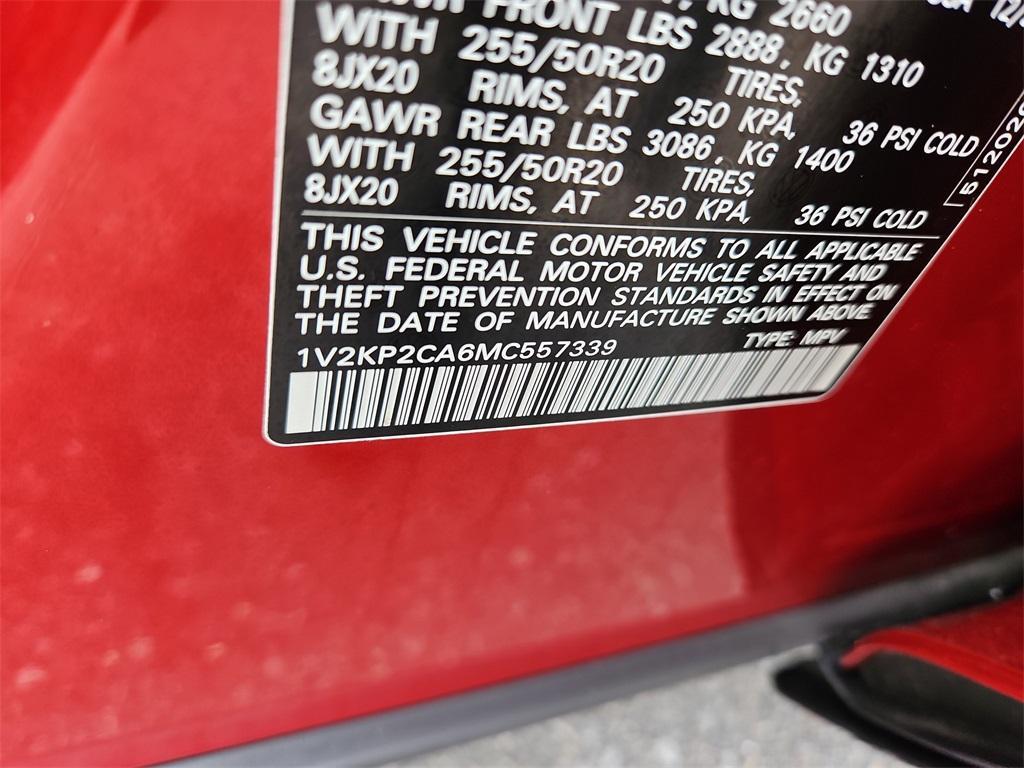 KG 2660
FRONT LBS 2888, KG 1310
WITH 255/50R20 TIRES,
8JX20 RIMS, AT 250 KPA, 36 PSI COLD
GAWR REAR LBS 3086, KG 1400
WITH 255/50R20 TIRES,
8JX20 RIMS, AT 250 KPA, 36 PSI COLD
THIS VEHICLE CONFORMS TO ALL APPLICABLE
U.S. FEDERAL MOTOR VEHICLE SAFETY AND
THEFT PREVENTION STANDARDS IN EFFECT ON
THE DATE OF MANUFACTURE SHOWN ABOVE
1V2KP2CA6MC557339 TYPE: MPV